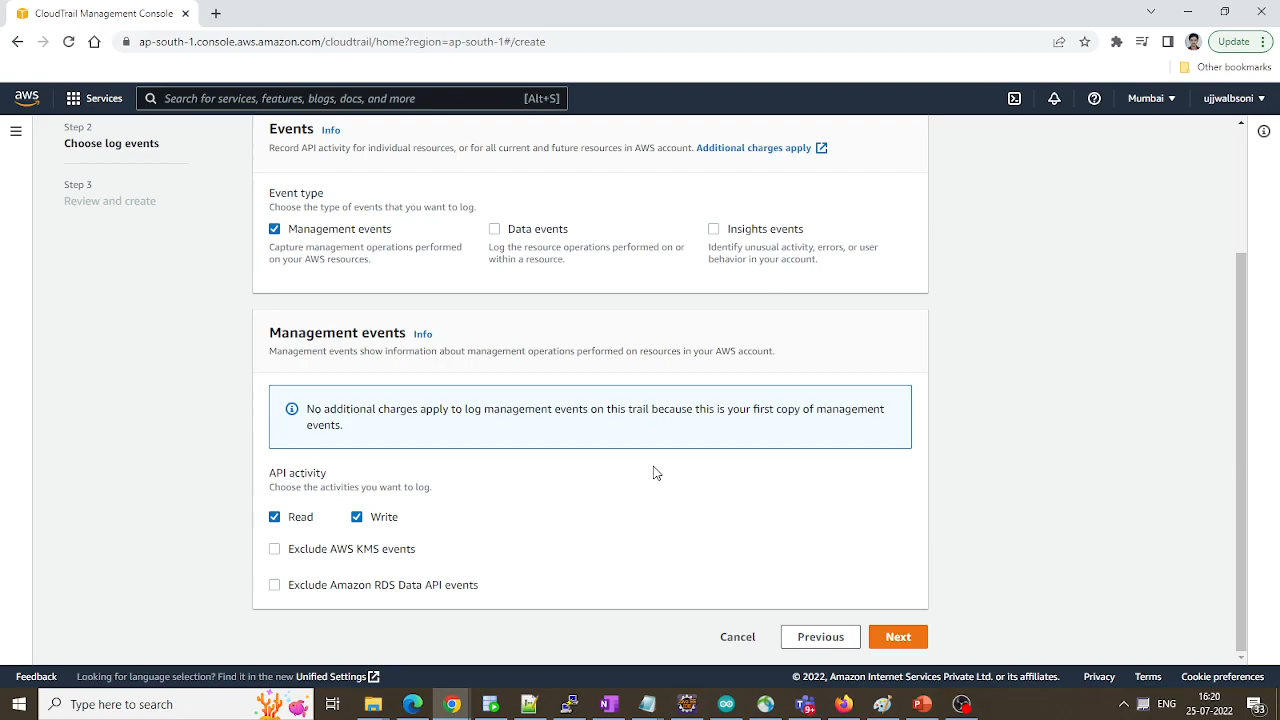 CloudTrail Management Console
ap-south-1.console.aws.amazon.com/cloudtrail/home?region=ap-south-1#/create
Update
Other bookmarks
aws
Services
Search for services, features, blogs, docs, and more
[Alt+S]
Mumbai
ujjwalbsoni
Step 2
Choose log events
Step 3
Review and create
Events Info
Record API activity for individual resources, or for all current and future resources in AWS account. Additional charges apply
Event type
Choose the type of events that you want to log.
Management events
Capture management operations performed
on your AWS resources.
Data events
Log the resource operations performed on or
within a resource.
Insights events
Identify unusual activity, errors, or user
behavior in your account.
Management events Info
Management events show information about management operations performed on resources in your AWS account.
No additional charges apply to log management events on this trail because this is your first copy of management
events.
API activity
Choose the activities you want to log.
Read
Write
Exclude AWS KMS events
Exclude Amazon RDS Data API events
Cancel
Previous
Next
Feedback
Looking for language selection? Find it in the new Unified Settings
© 2022, Amazon Internet Services Private Ltd. or its affiliates.
Privacy
Terms
Cookie preferences
Type here to search
9+
ENG
16:20
25-07-2022
3